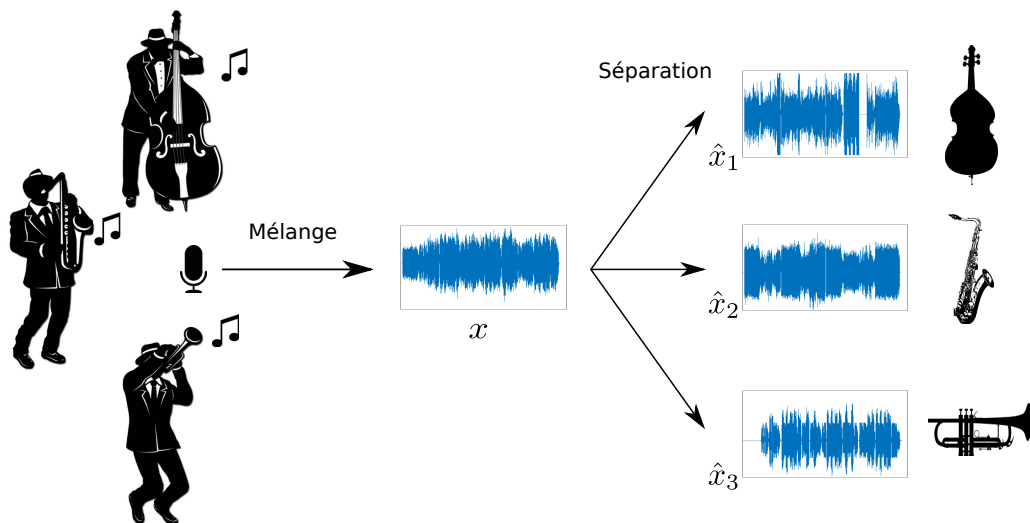 Séparation
Mélange
x
x̂₁
x̂₂
x̂₃